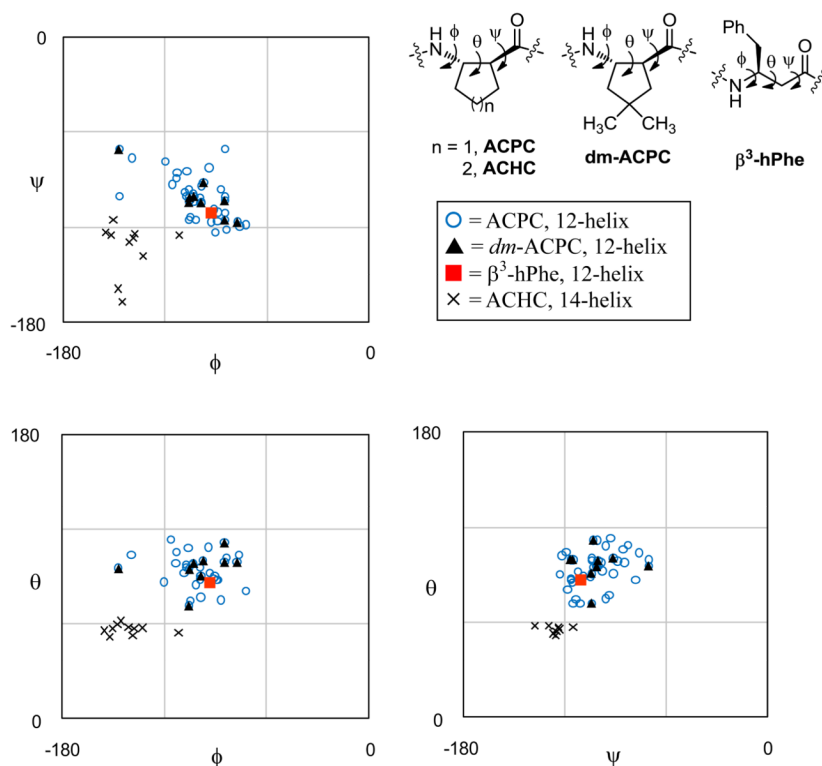 0
ψ
-180
-180
0
ϕ
H
N
ϕ
θ
ψ
O
( )n
n = 1, ACPC
2, ACHC
H
N
ϕ
θ
ψ
O
H₃C
CH₃
dm-ACPC
Ph
ϕ
θ
ψ
O
N
H
β³-hPhe
= ACPC, 12-helix
= dm-ACPC, 12-helix
= β³-hPhe, 12-helix
= ACHC, 14-helix
180
θ
0
-180
0
ϕ
180
θ
0
-180
0
ψ